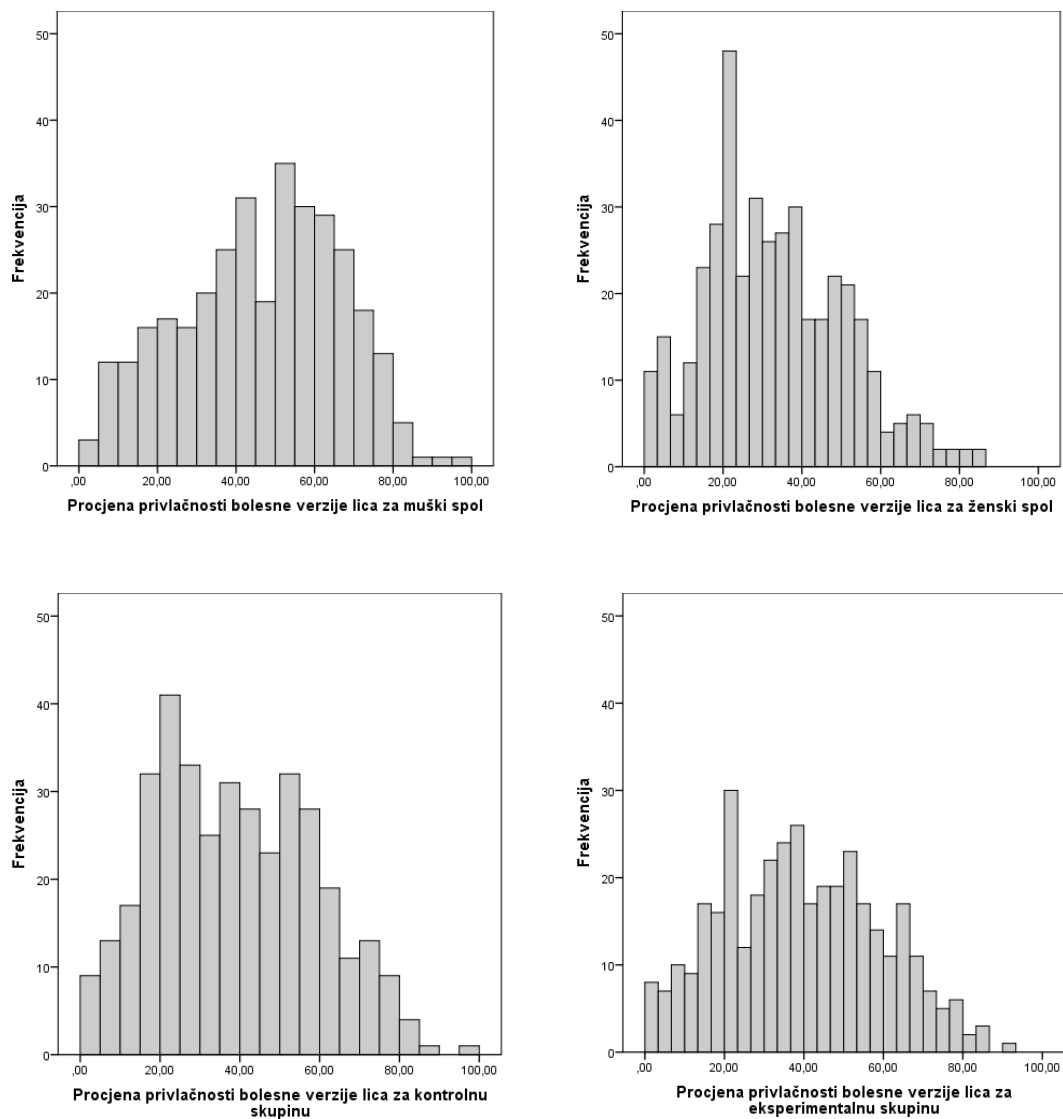 50
40
30
20
10
0
Frekvencija
,00 20,00 40,00 60,00 80,00 100,00
Procjena privlačnosti bolesne verzije lica za muški spol
50
40
30
20
10
0
Frekvencija
,00 20,00 40,00 60,00 80,00 100,00
Procjena privlačnosti bolesne verzije lica za ženski spol
50
40
30
20
10
0
Frekvencija
,00 20,00 40,00 60,00 80,00 100,00
Procjena privlačnosti bolesne verzije lica za kontrolnu
skupinu
50
40
30
20
10
0
Frekvencija
,00 20,00 40,00 60,00 80,00 100,00
Procjena privlačnosti bolesne verzije lica za
eksperimentalnu skupinu